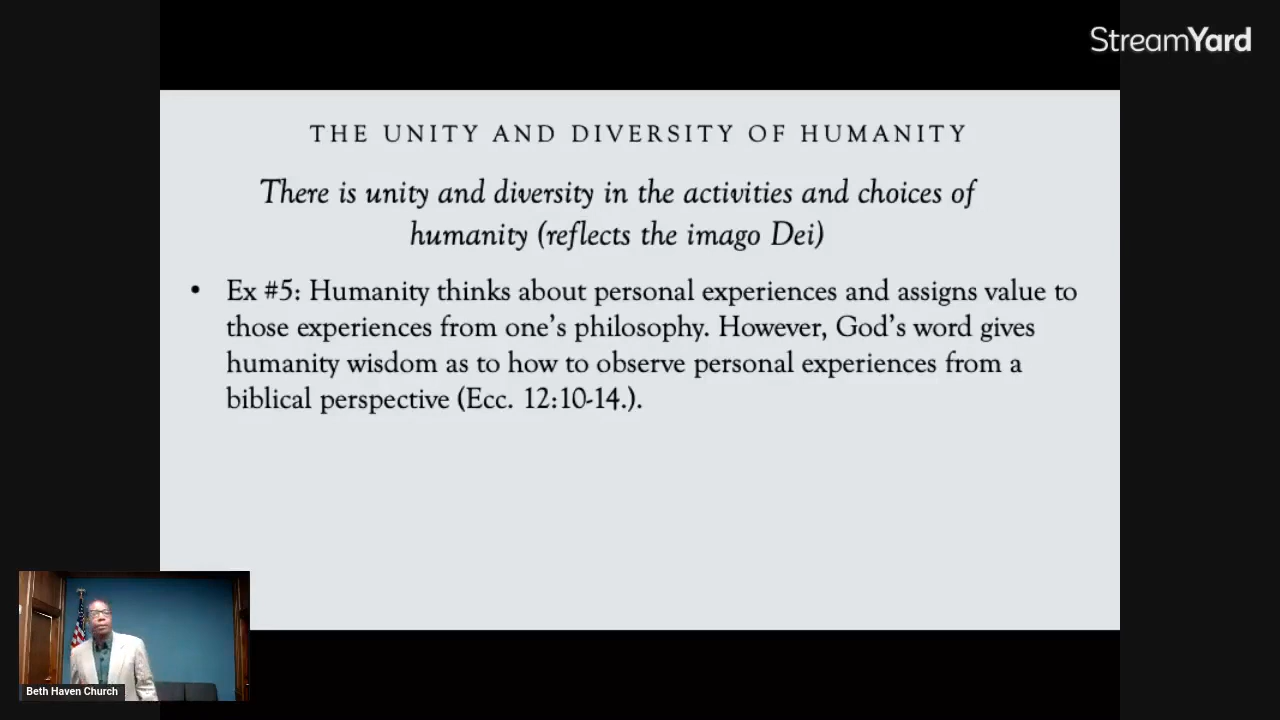 StreamYard
THE UNITY AND DIVERSITY OF HUMANITY
There is unity and diversity in the activities and choices of
humanity (reflects the imago Dei)
• Ex #5: Humanity thinks about personal experiences and assigns value to
those experiences from one’s philosophy. However, God’s word gives
humanity wisdom as to how to observe personal experiences from a
biblical perspective (Ecc. 12:10-14.).
Beth Haven Church